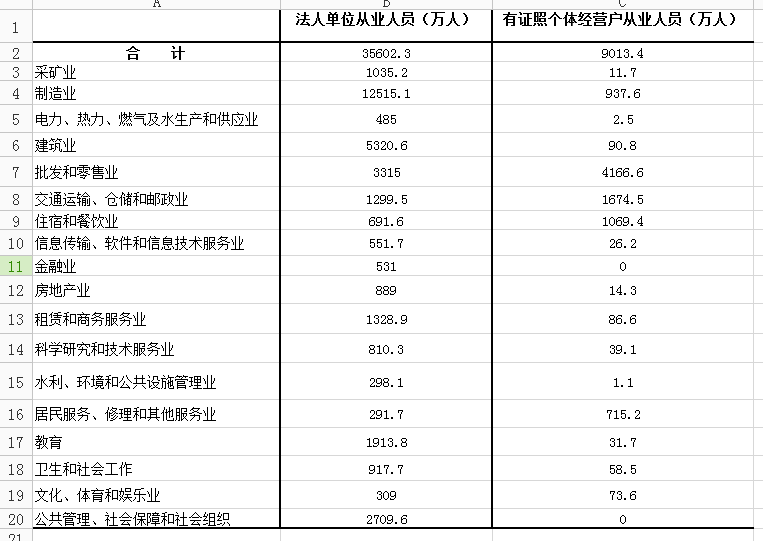 A B C
1 法人单位从业人员（万人） 有证照个体经营户从业人员（万人）
2 合 计 35602.3 9013.4
3 采矿业 1035.2 11.7
4 制造业 12515.1 937.6
5 电力、热力、燃气及水生产和供应业 485 2.5
6 建筑业 5320.6 90.8
7 批发和零售业 3315 4166.6
8 交通运输、仓储和邮政业 1299.5 1674.5
9 住宿和餐饮业 691.6 1069.4
10 信息传输、软件和信息技术服务业 551.7 26.2
11 金融业 531 0
12 房地产业 889 14.3
13 租赁和商务服务业 1328.9 86.6
14 科学研究和技术服务业 810.3 39.1
15 水利、环境和公共设施管理业 298.1 1.1
16 居民服务、修理和其他服务业 291.7 715.2
17 教育 1913.8 31.7
18 卫生和社会工作 917.7 58.5
19 文化、体育和娱乐业 309 73.6
20 公共管理、社会保障和社会组织 2709.6 0
21